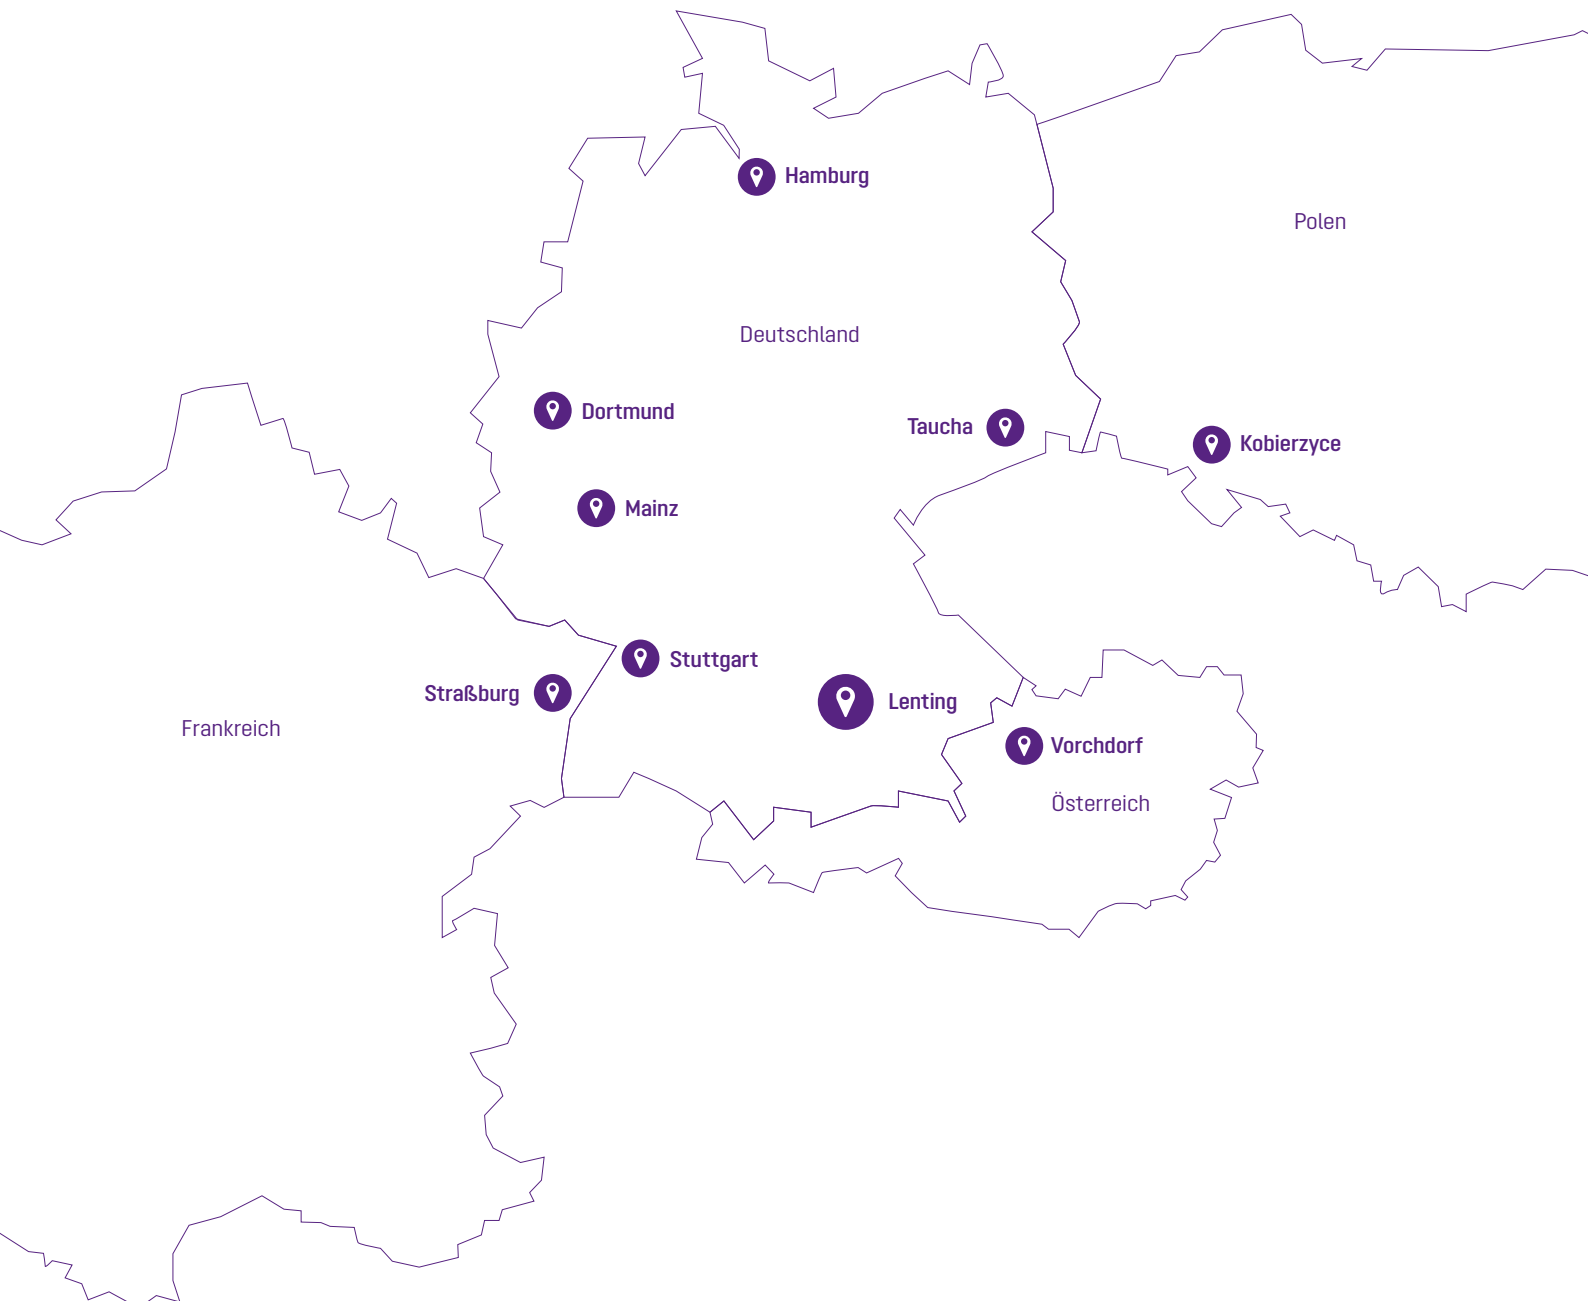 Hamburg
Polen
Deutschland
Dortmund
Taucha
Kobierzyce
Mainz
Stuttgart
Straßburg
Lenting
Frankreich
Vorchdorf
Österreich